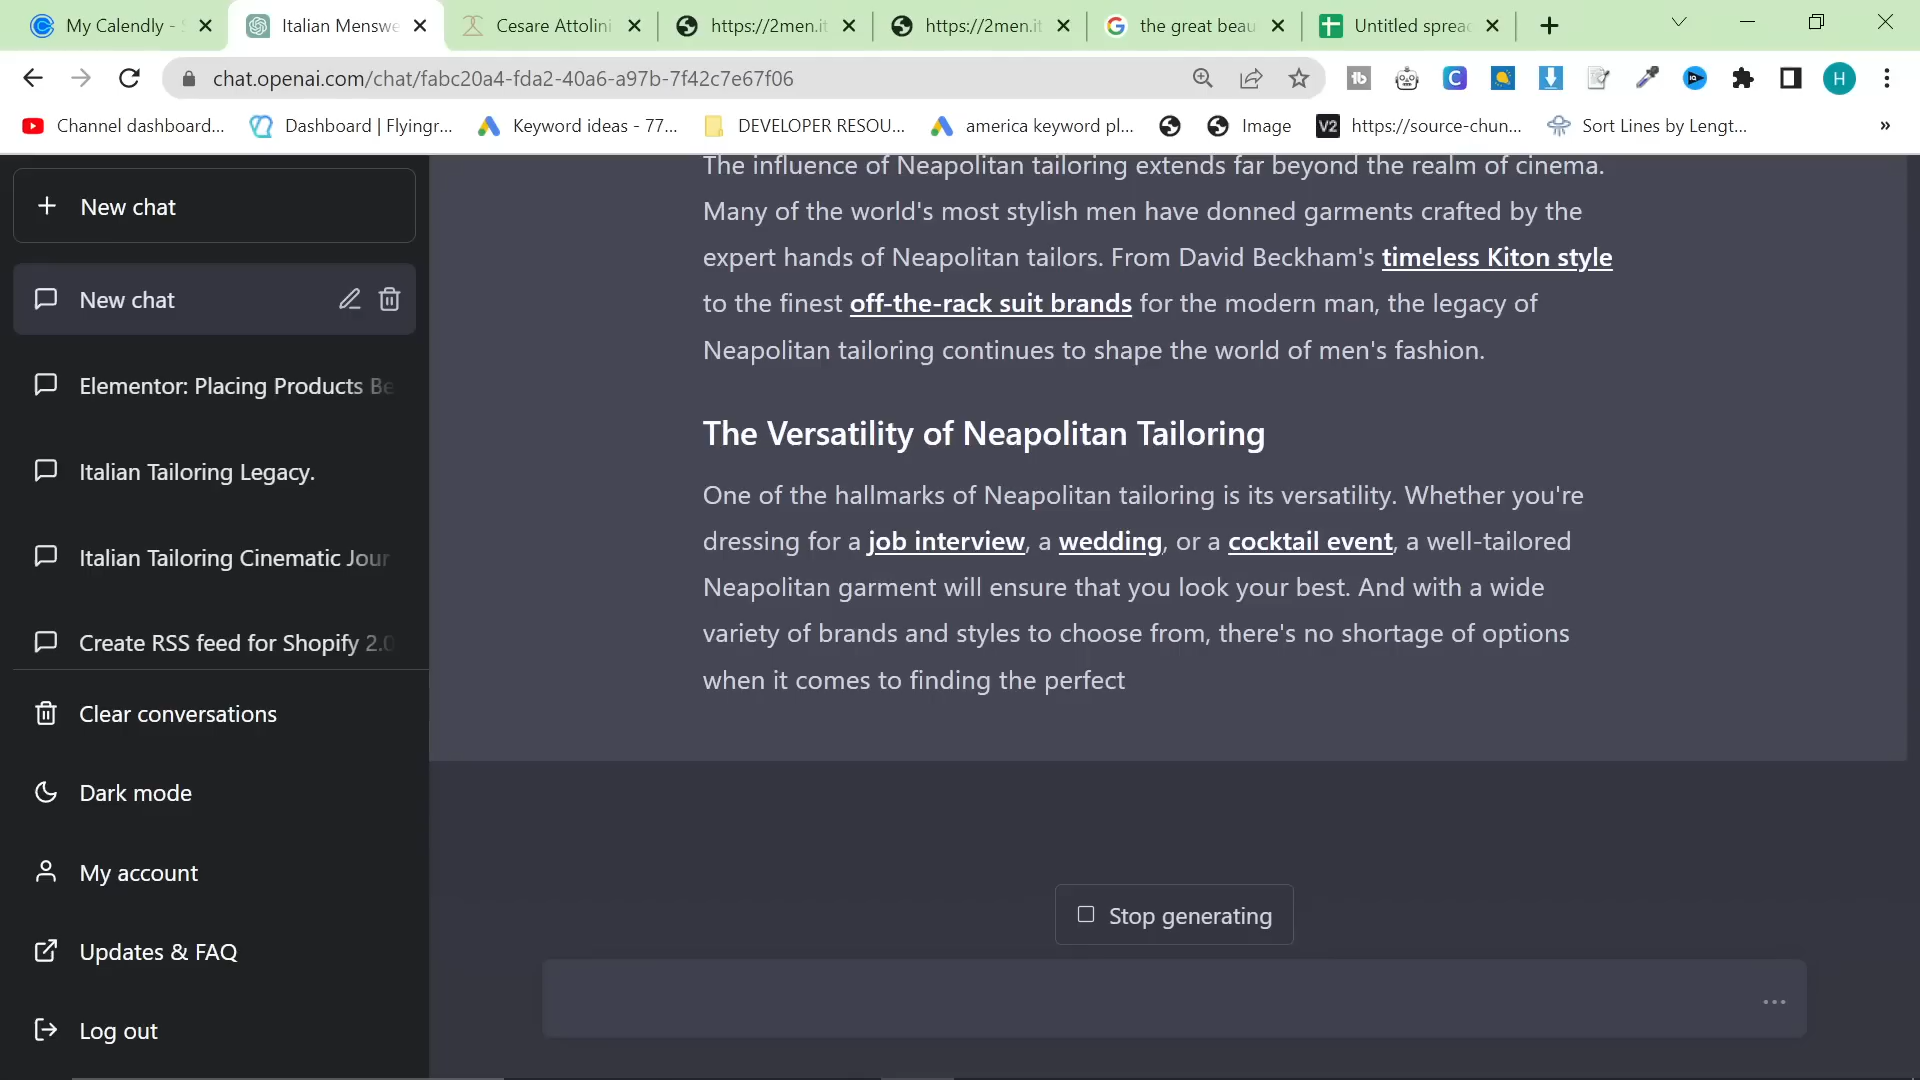 My Calendly - S
Italian Menswe
Cesare Attolini
https://2men.it
https://2men.it
the great beau
Untitled spread
chat.openai.com/chat/fabc20a4-fda2-40a6-a97b-7f42c7e67f06
H
Channel dashboard...
Dashboard | Flyingr...
Keyword ideas - 77...
DEVELOPER RESOU...
america keyword pl...
Image
V2
https://source-chun...
Sort Lines by Lengt...
»
New chat
New chat
Elementor: Placing Products Be
Italian Tailoring Legacy.
Italian Tailoring Cinematic Jour
Create RSS feed for Shopify 2.0
Clear conversations
Dark mode
My account
Updates & FAQ
Log out
The influence of Neapolitan tailoring extends far beyond the realm of cinema.
Many of the world's most stylish men have donned garments crafted by the
expert hands of Neapolitan tailors. From David Beckham's timeless Kiton style
to the finest off-the-rack suit brands for the modern man, the legacy of
Neapolitan tailoring continues to shape the world of men's fashion.
The Versatility of Neapolitan Tailoring
One of the hallmarks of Neapolitan tailoring is its versatility. Whether you're
dressing for a job interview, a wedding, or a cocktail event, a well-tailored
Neapolitan garment will ensure that you look your best. And with a wide
variety of brands and styles to choose from, there's no shortage of options
when it comes to finding the perfect
Stop generating